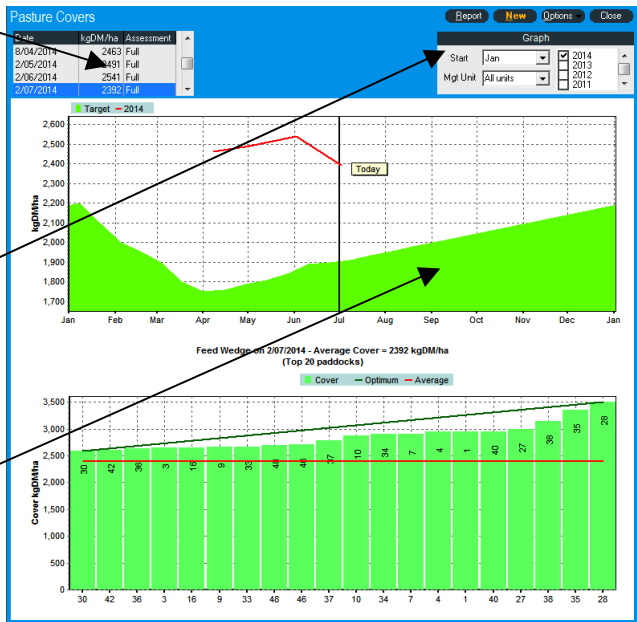 Pasture Covers
Report New Options Close
Date kgDM/ha Assessment
8/04/2014 2463 Full
2/05/2014 2491 Full
2/06/2014 2541 Full
2/07/2014 2392 Full
Graph
Start Jan
Mgt Unit All units
2014
2013
2012
2011
Target 2014
2,600
2,500
2,400
2,300
2,200
2,100
2,000
1,900
1,800
1,700
kgDM/ha
Today
Jan Feb Mar Apr May Jun Jul Aug Sep Oct Nov Dec Jan
Feed Wedge on 2/07/2014 - Average Cover = 2392 kgDM/ha
(Top 20 paddocks)
Cover Optimum Average
3,500
3,000
2,500
2,000
1,500
1,000
500
0
Cover kgDM/ha
30 42 36 3 16 9 33 48 46 37 10 34 7 4 1 40 27 38 35 28
30 42 36 3 16 9 33 48 46 37 10 34 7 4 1 40 27 38 35 28